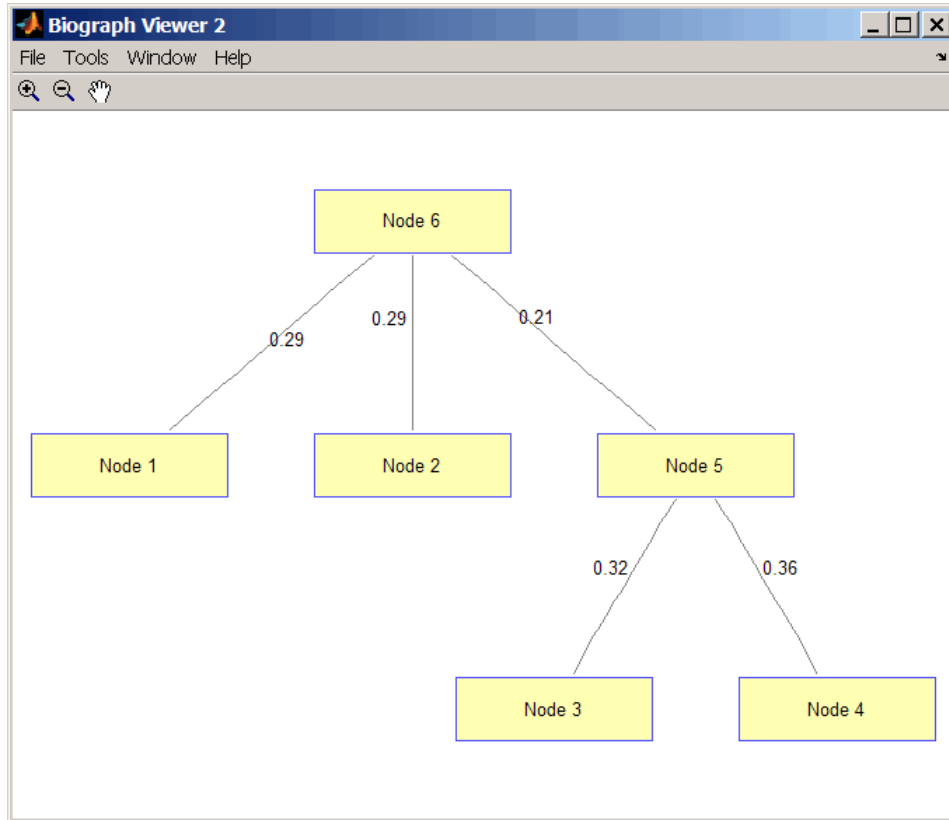 Biograph Viewer 2
File Tools Window Help
Node 6
0.29 0.29 0.21
Node 1 Node 2 Node 5
0.32 0.36
Node 3 Node 4